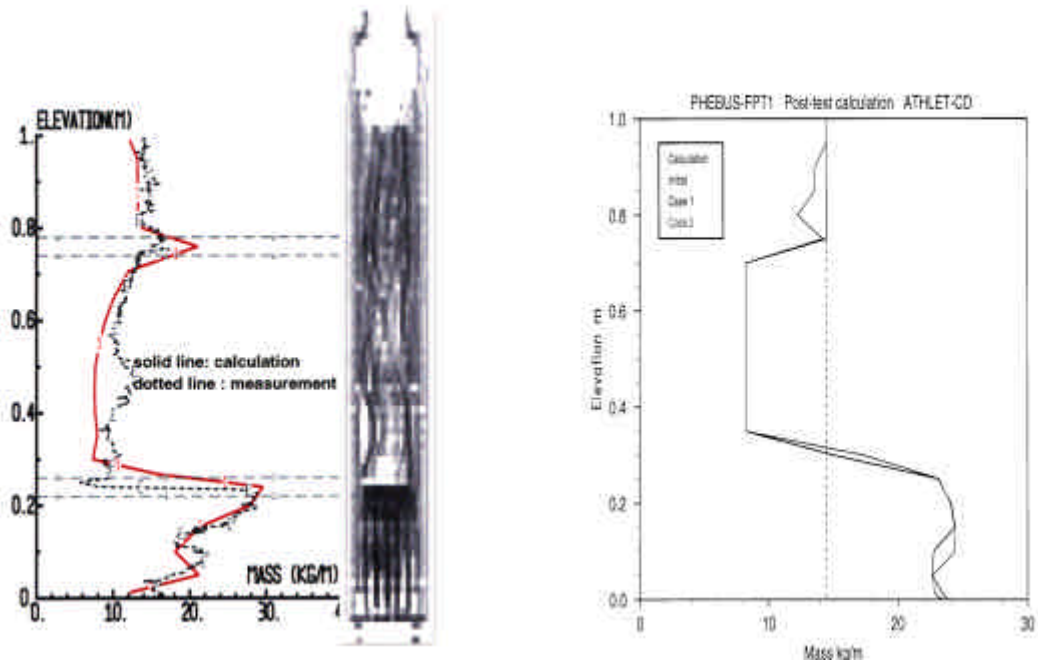 ELEVATION(M)
1.
0.8
0.6
0.4
0.2
0.
solid line: calculation
dotted line : measurement
MASS (KG/M)
0. 10. 20. 30.
PHEBUS-FPT1 Post-test calculation ATHLET-CD
1.0
0.8
0.6
0.4
0.2
0.0
Calculation
Initial
Case 1
Case 2
Elevation m
0 10 20 30
Mass kg/m